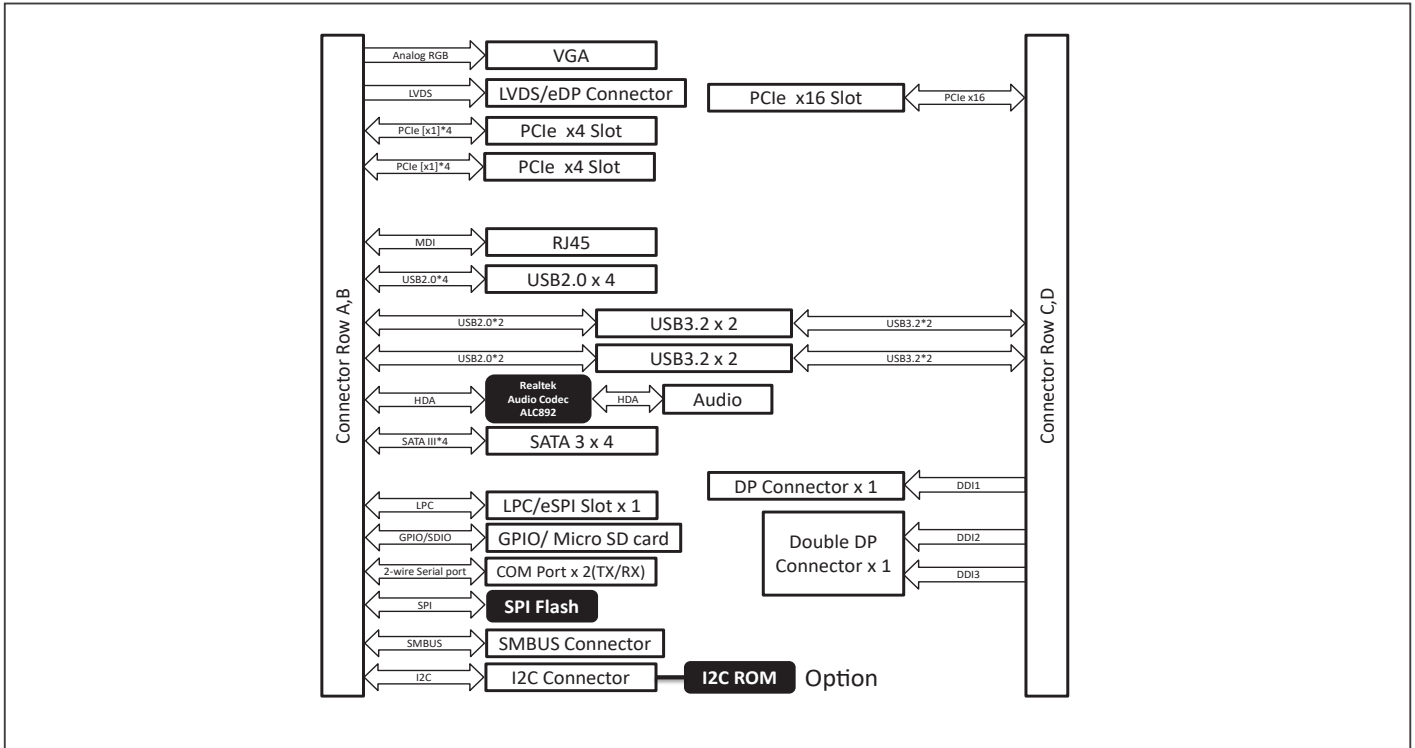 Connector Row A,B
Analog RGB
VGA
LVDS
LVDS/eDP Connector
PCIe x16 Slot
PCIe x16
PCIe [x1]*4
PCIe x4 Slot
PCIe [x1]*4
PCIe x4 Slot
MDI
RJ45
USB2.0*4
USB2.0 x 4
USB2.0*2
USB3.2 x 2
USB3.2*2
USB2.0*2
USB3.2 x 2
USB3.2*2
HDA
Realtek
Audio Codec
ALC892
HDA
Audio
SATA III*4
SATA 3 x 4
DP Connector x 1
DDI1
LPC
LPC/eSPI Slot x 1
GPIO/SDIO
GPIO/ Micro SD card
Double DP
Connector x 1
DDI2
DDI3
2-wire Serial port
COM Port x 2(TX/RX)
SPI
SPI Flash
SMBUS
SMBUS Connector
I2C
I2C Connector
I2C ROM
Option
Connector Row C,D